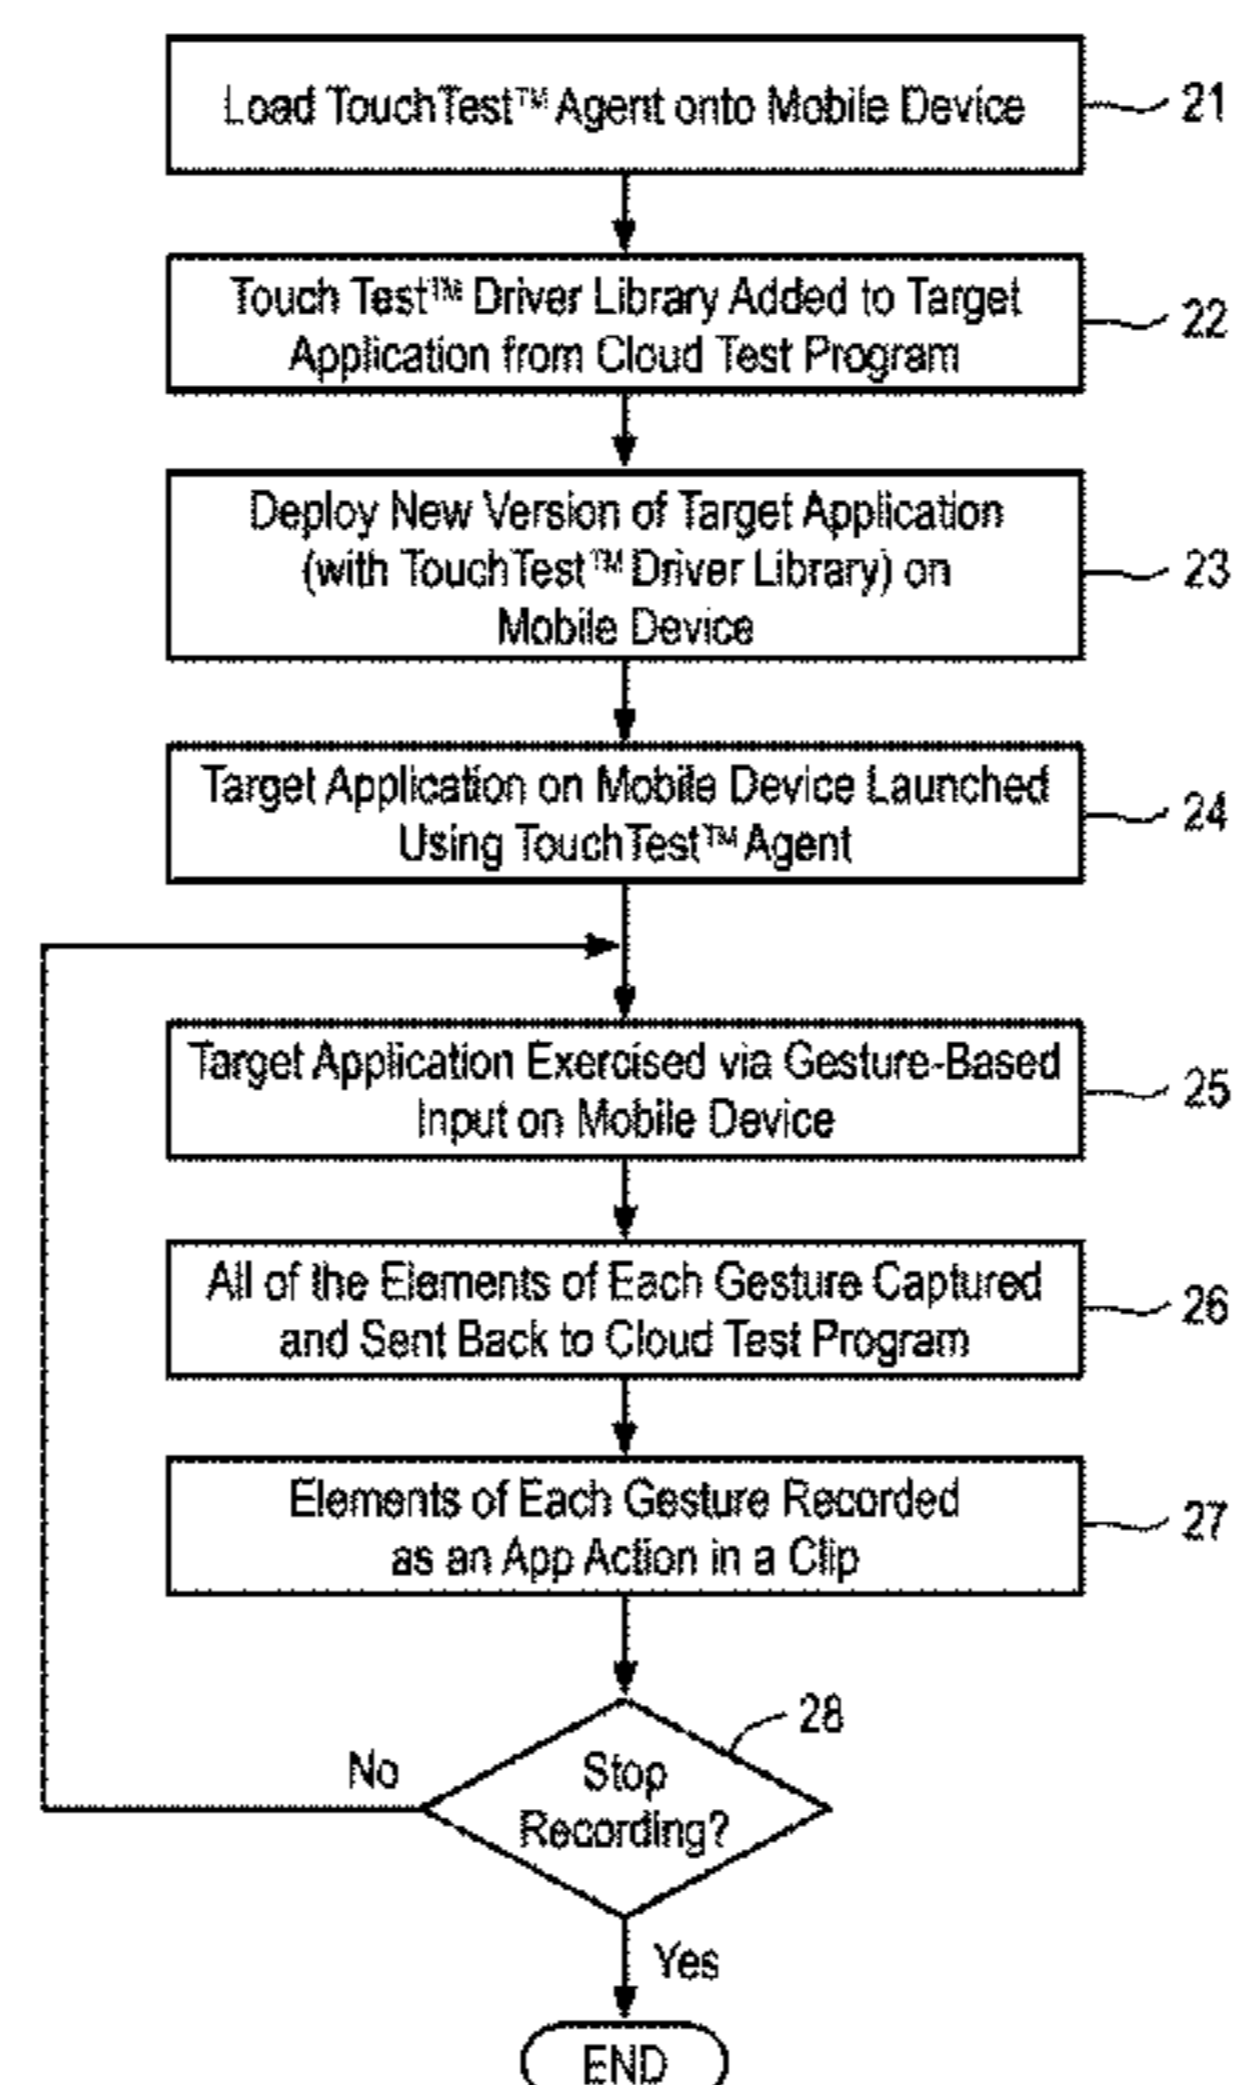 Load TouchTest™ Agent onto Mobile Device
21
Touch Test™ Driver Library Added to Target
Application from Cloud Test Program
22
Deploy New Version of Target Application
(with TouchTest™ Driver Library) on
Mobile Device
23
Target Application on Mobile Device Launched
Using TouchTest™ Agent
24
Target Application Exercised via Gesture-Based
Input on Mobile Device
25
All of the Elements of Each Gesture Captured
and Sent Back to Cloud Test Program
26
Elements of Each Gesture Recorded
as an App Action in a Clip
27
28
No
Stop
Recording?
Yes
END